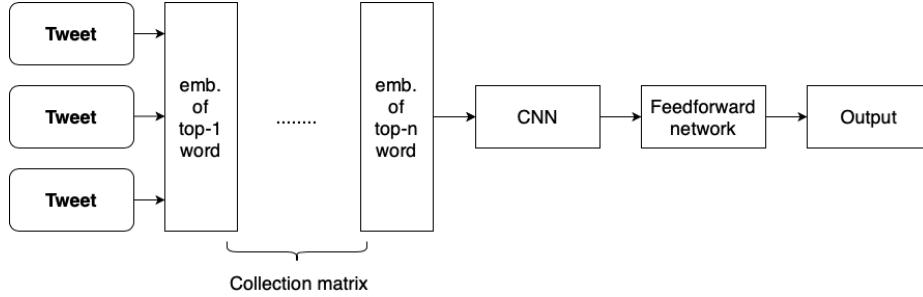 Tweet
Tweet
Tweet
emb.
of
top-1
word
........
emb.
of
top-n
word
CNN
Feedforward
network
Output
Collection matrix